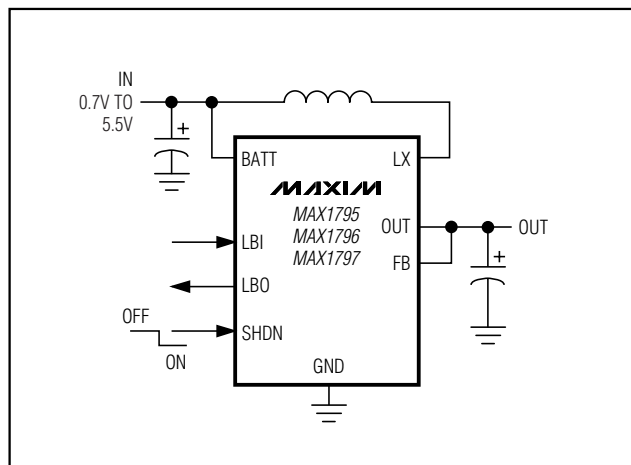 IN
0.7V TO
5.5V
+
BATT
LX
MAXIM
MAX1795
MAX1796
MAX1797
OUT
OUT
FB
+
LBI
LBO
OFF
SHDN
ON
GND